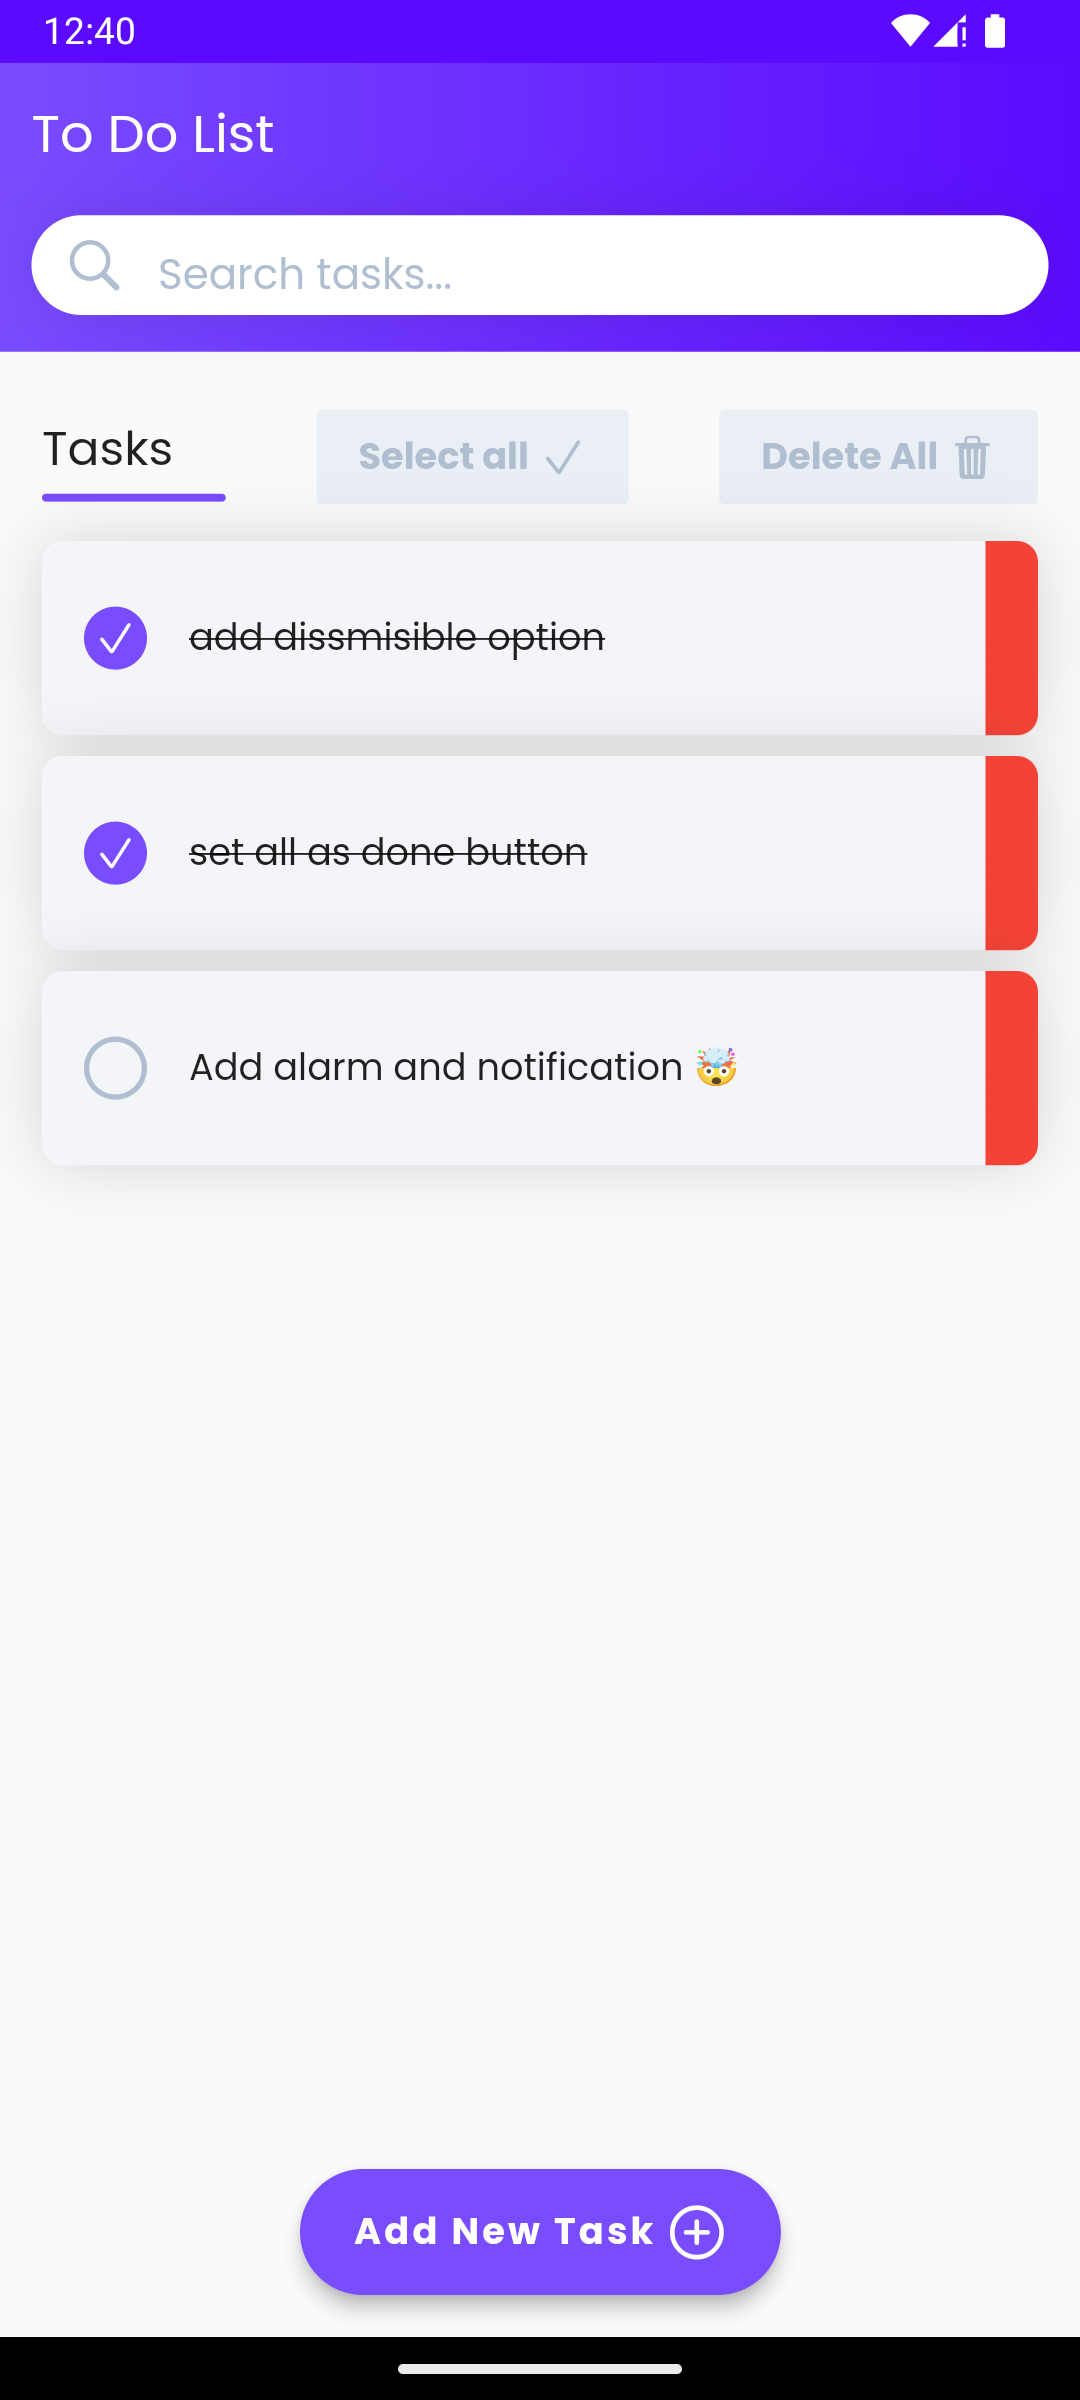 12:40
To Do List
Search tasks...
Tasks
Select all
Delete All
add dissmisible option
set all as done button
Add alarm and notification 🤯
Add New Task